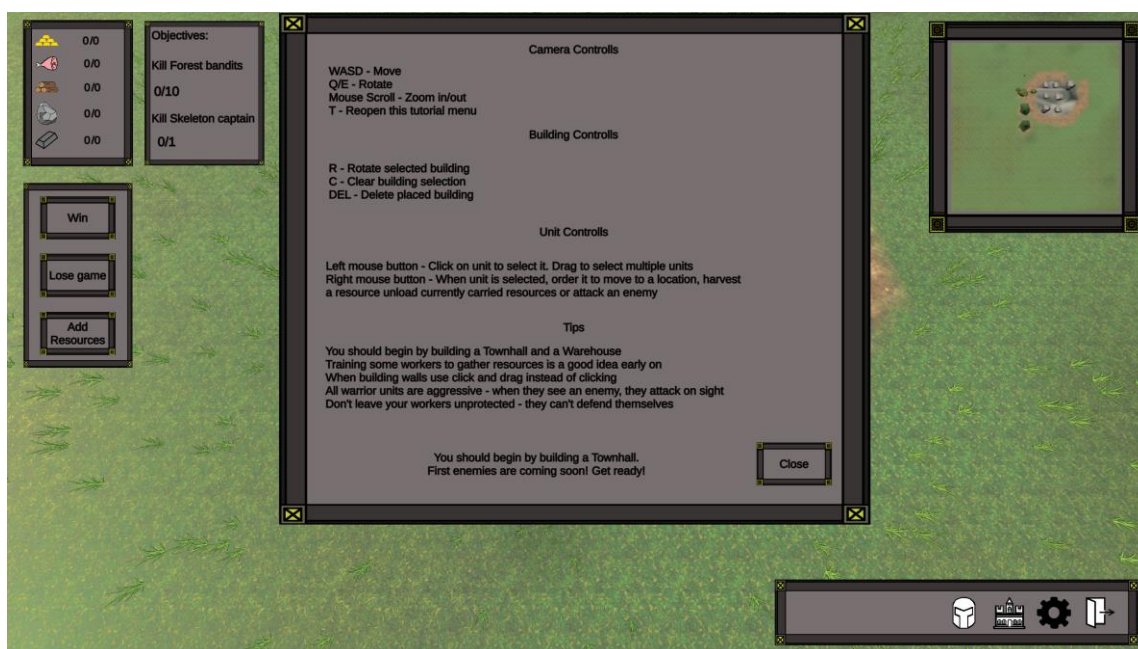 0/0
0/0
0/0
0/0
0/0
Objectives:
Kill Forest bandits
0/10
Kill Skeleton captain
0/1
Win
Lose game
Add
Resources
Camera Controlls
WASD - Move
Q/E - Rotate
Mouse Scroll - Zoom in/out
T - Reopen this tutorial menu
Building Controlls
R - Rotate selected building
C - Clear building selection
DEL - Delete placed building
Unit Controlls
Left mouse button - Click on unit to select it. Drag to select multiple units
Right mouse button - When unit is selected, order it to move to a location, harvest
a resource unload currently carried resources or attack an enemy
Tips
You should begin by building a Townhall and a Warehouse
Training some workers to gather resources is a good idea early on
When building walls use click and drag instead of clicking
All warrior units are aggressive - when they see an enemy, they attack on sight
Don't leave your workers unprotected - they can't defend themselves
You should begin by building a Townhall.
First enemies are coming soon! Get ready!
Close